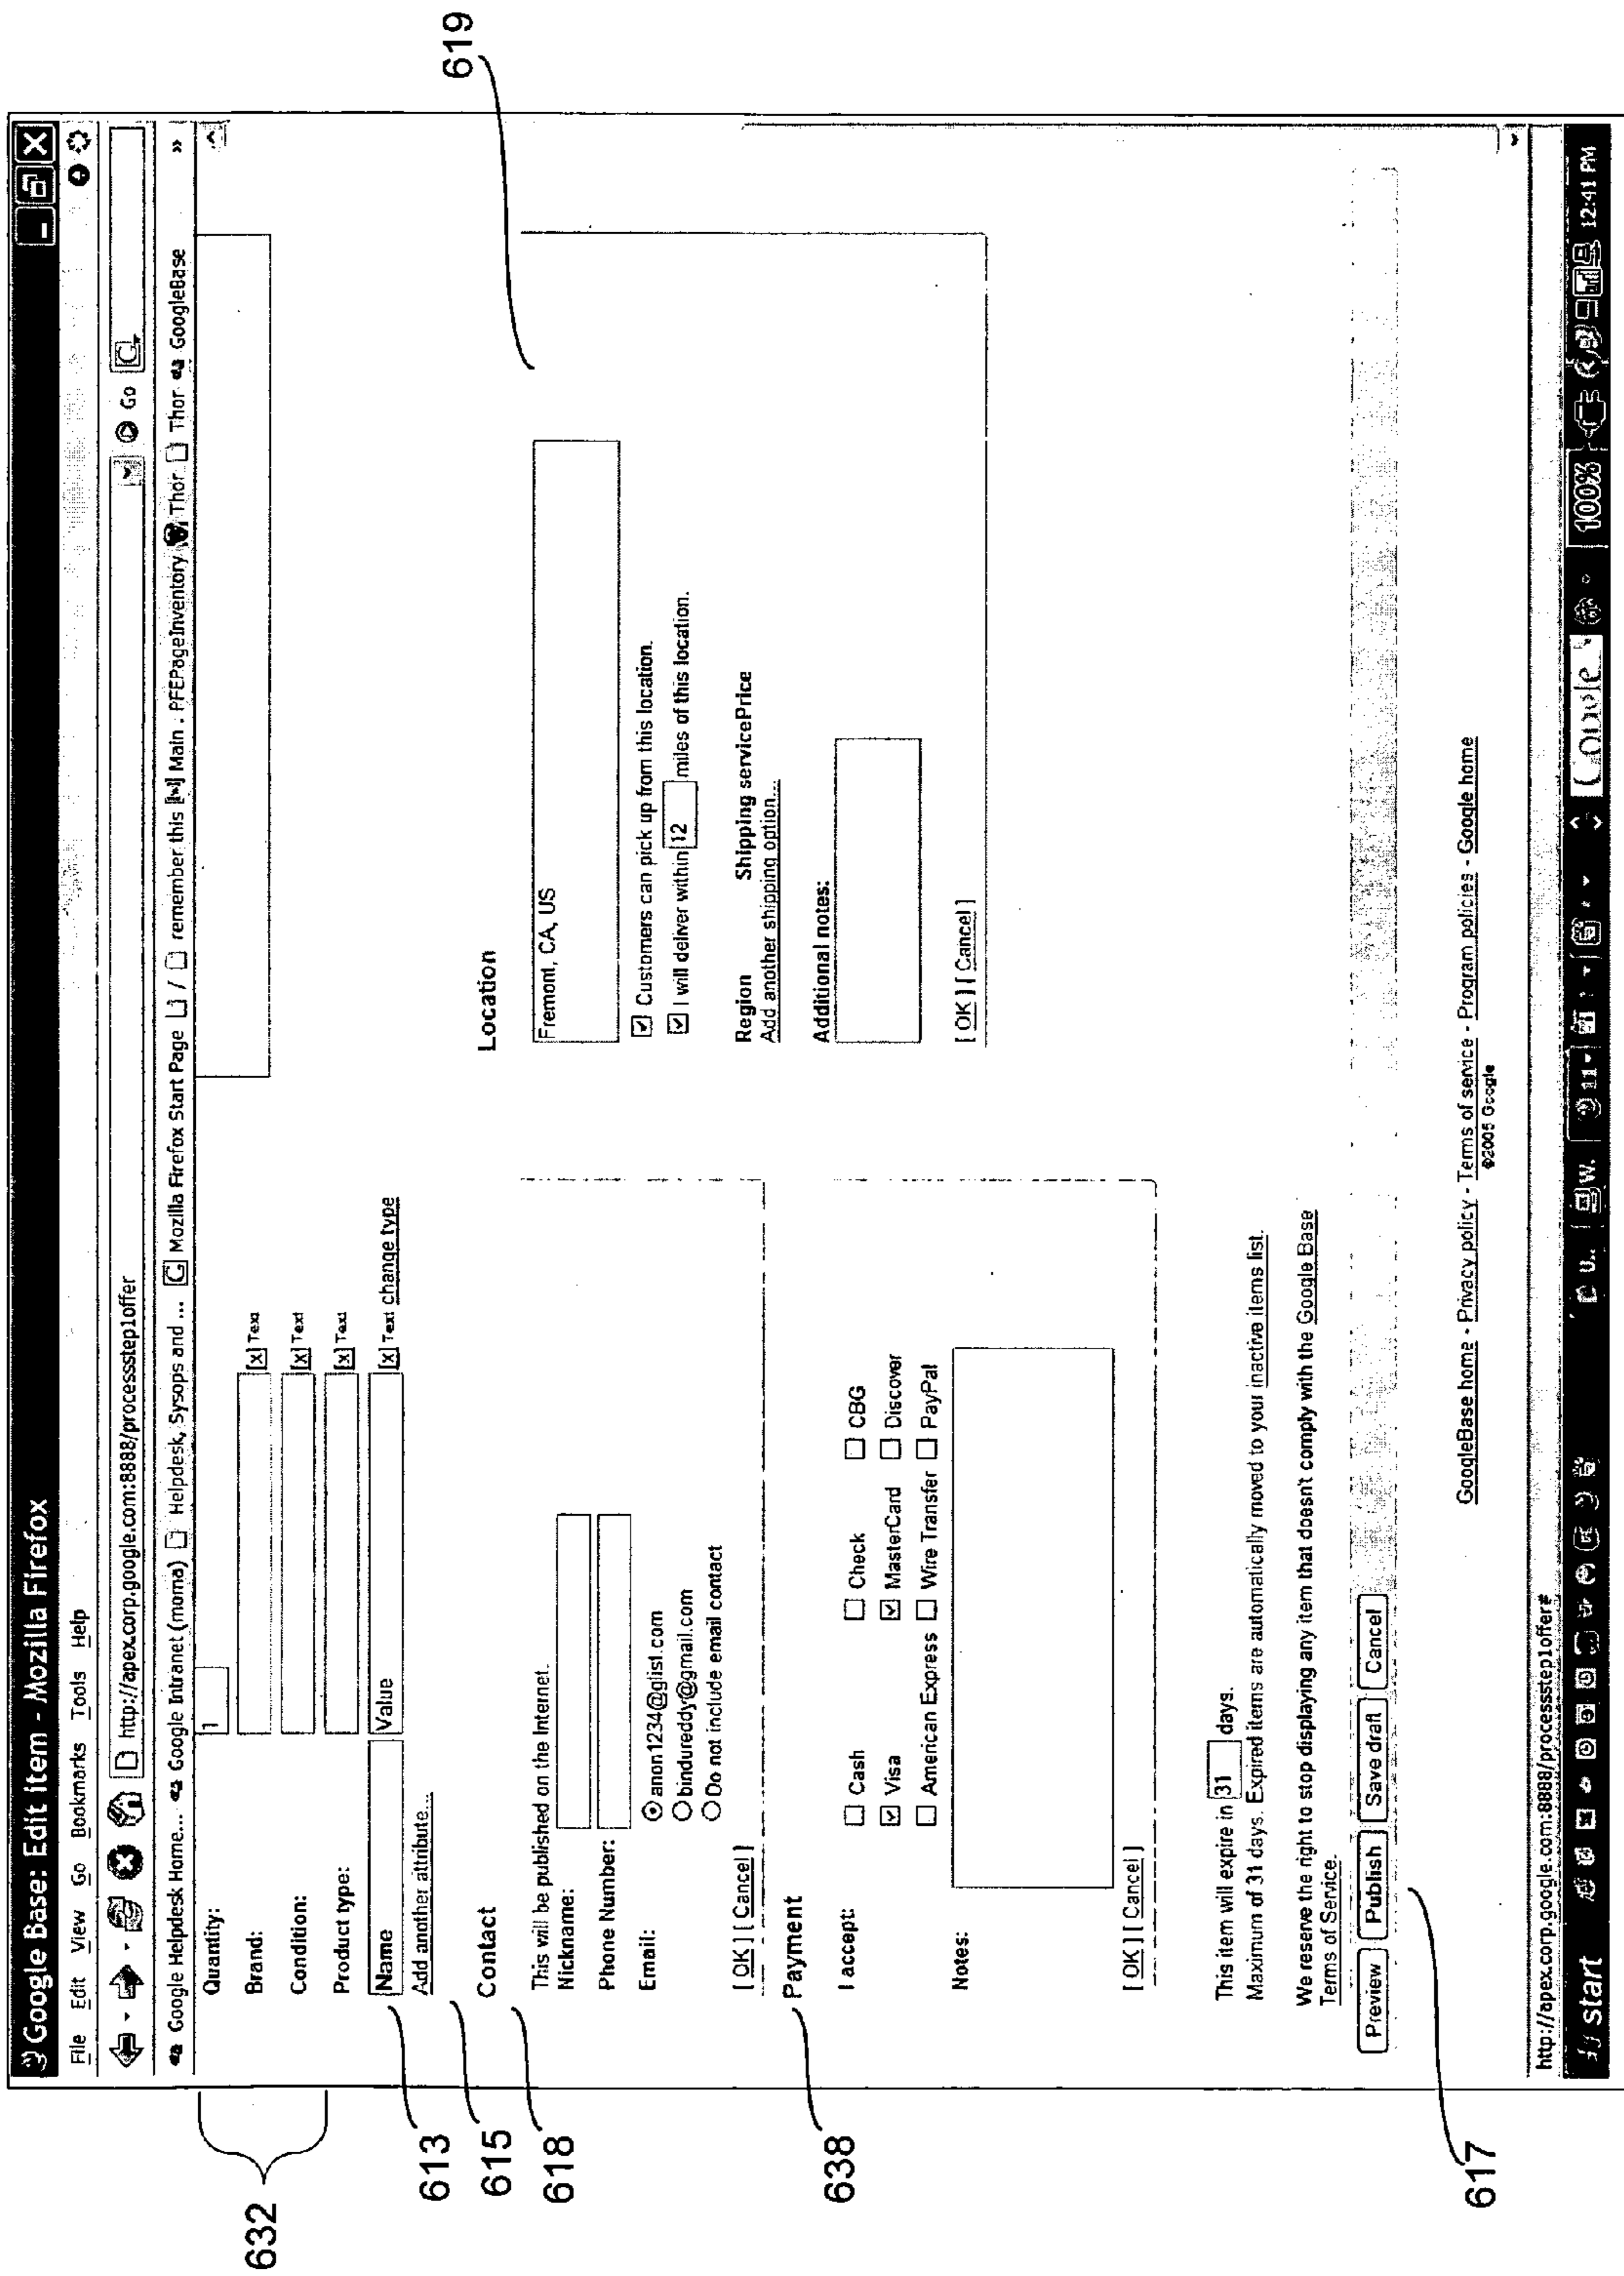 Google Base: Edit item - Mozilla Firefox
File Edit View Go Bookmarks Tools Help
http://apex.corp.google.com:8888/processstep1offer
Go
Google Helpdesk Home... Google Intranet (moma) Helpdesk, Sysops and ... Mozilla Firefox Start Page / remember this Main . PFEPageInventory Thor Thor GoogleBase »
Quantity: 1
Brand: [x] Text
Condition: [x] Text
Product type: [x] Text
Name Value [x] Text change type
Add another attribute...
Contact
This will be published on the Internet.
Nickname:
Phone Number:
Email: anon1234@glist.com
bindureddy@gmail.com
Do not include email contact
[ OK ] [ Cancel ]
Location
Fremont, CA, US
Customers can pick up from this location.
I will deliver within 12 miles of this location.
Region Shipping servicePrice
Add another shipping option...
Additional notes:
[ OK ] [ Cancel ]
Payment
I accept: Cash Check CBG
Visa MasterCard Discover
American Express Wire Transfer PayPal
Notes:
[ OK ] [ Cancel ]
This item will expire in 31 days.
Maximum of 31 days. Expired items are automatically moved to your inactive items list.
We reserve the right to stop displaying any item that doesn't comply with the Google Base
Terms of Service.
Preview Publish Save draft Cancel
GoogleBase home - Privacy policy - Terms of service - Program policies - Google home
©2005 Google
http://apex.corp.google.com:8888/processstep1offer#
start U.. W. 11 100% 12:41 PM
632
613
615
618
638
617
619